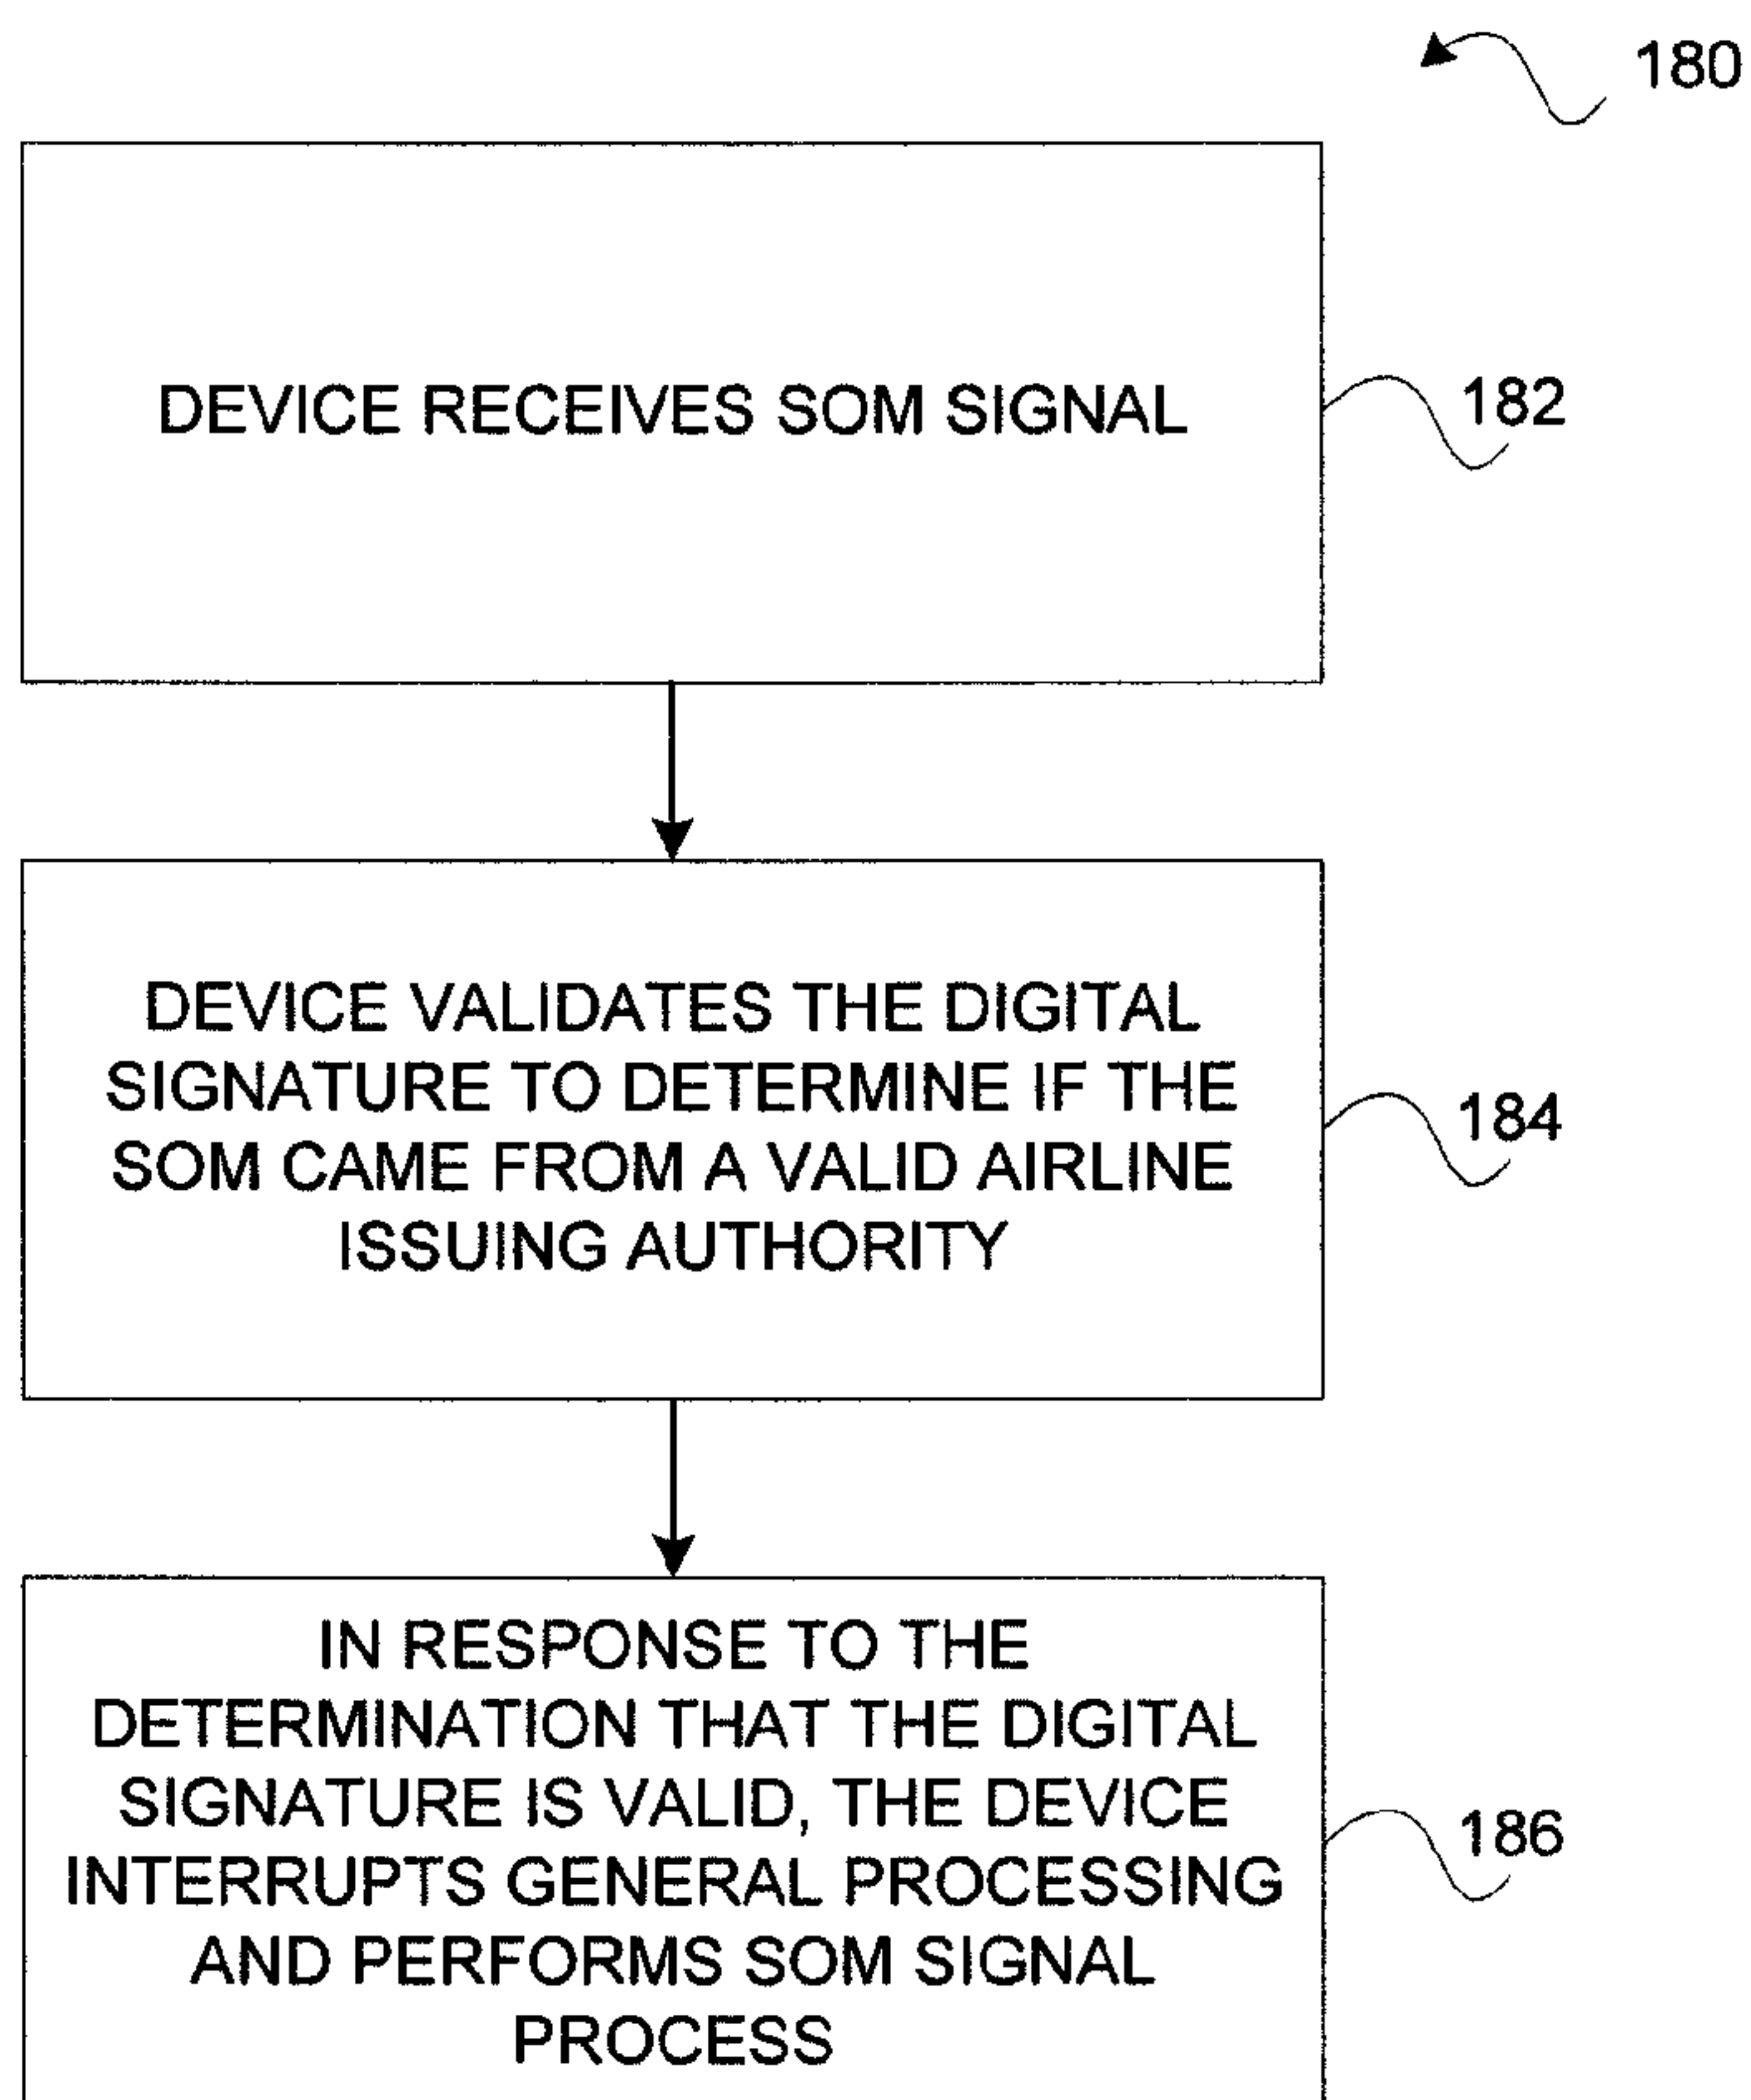 180
DEVICE RECEIVES SOM SIGNAL
182
DEVICE VALIDATES THE DIGITAL
SIGNATURE TO DETERMINE IF THE
SOM CAME FROM A VALID AIRLINE
ISSUING AUTHORITY
184
IN RESPONSE TO THE
DETERMINATION THAT THE DIGITAL
SIGNATURE IS VALID, THE DEVICE
INTERRUPTS GENERAL PROCESSING
AND PERFORMS SOM SIGNAL
PROCESS
186